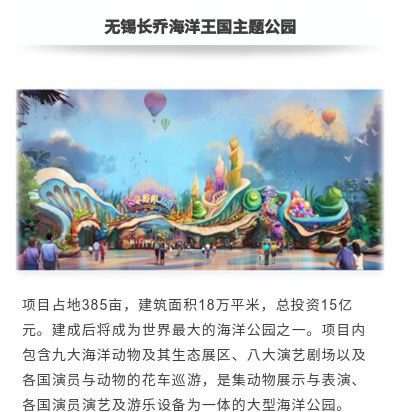 无锡长乔海洋王国主题公园
项目占地385亩，建筑面积18万平米，总投资15亿
元。建成后将成为世界最大的海洋公园之一。项目内
包含九大海洋动物及其生态展区、八大演艺剧场以及
各国演员与动物的花车巡游，是集动物展示与表演、
各国演员演艺及游乐设备为一体的大型海洋公园。